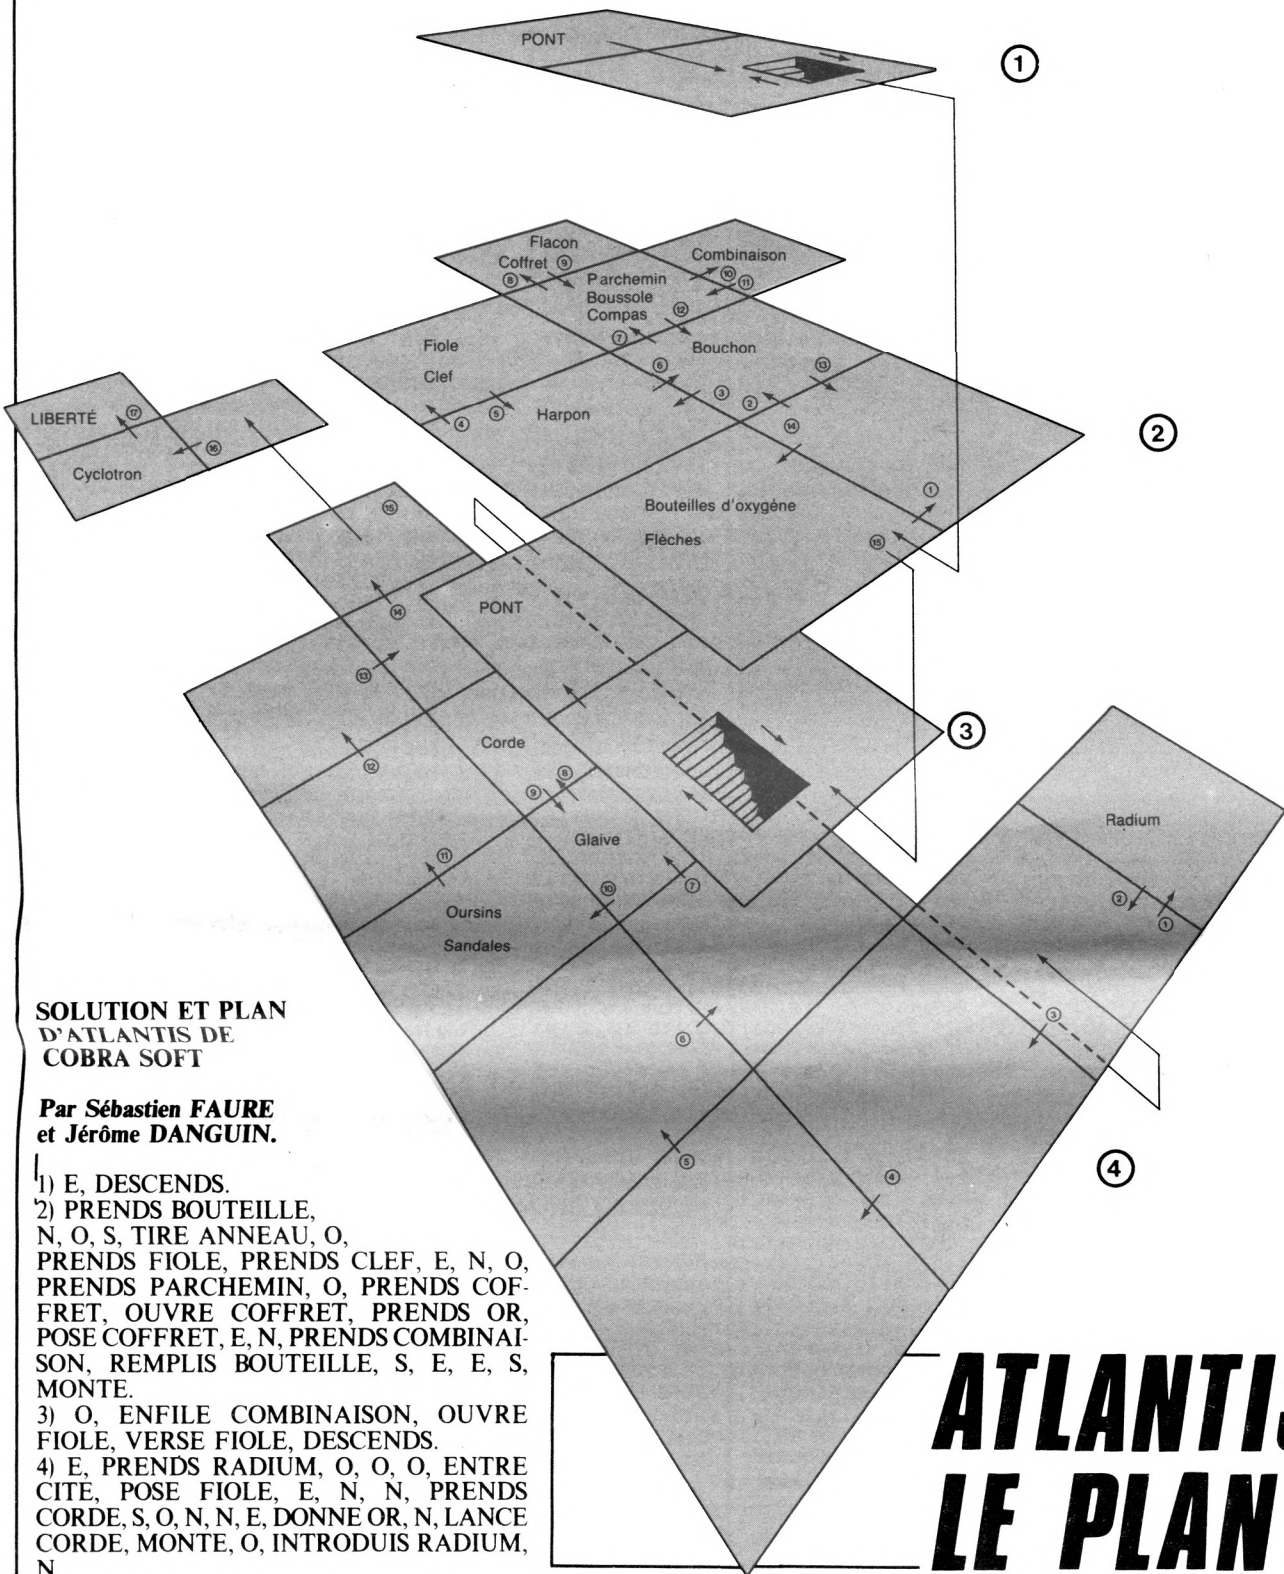 PONT
①
Flacon
Coffret ⑨
⑧
Combinaison
⑩
⑪
Parchemin
Boussole
Compas
⑫
⑦
Bouchon
Fiole
Clef
⑥
⑬
③ ②
④ ⑤ Harpon
⑭
②
LIBERTÉ ⑰
⑯
Cyclotron
Bouteilles d'oxygène
①
Flèches
⑮
⑮
PONT
⑭
⑬
③
Corde
⑫
⑧
⑨
Radium
Glaive
⑪
⑦
⑩
② ①
Oursins
Sandales
③
⑥
⑤
④
④
SOLUTION ET PLAN
D'ATLANTIS DE
COBRA SOFT
Par Sébastien FAURE
et Jérôme DANGUIN.
1) E, DESCENDS.
2) PRENDS BOUTEILLE,
N, O, S, TIRE ANNEAU, O,
PRENDS FIOLE, PRENDS CLEF, E, N, O,
PRENDS PARCHEMIN, O, PRENDS COF-
FRET, OUVRE COFFRET, PRENDS OR,
POSE COFFRET, E, N, PRENDS COMBINAI-
SON, REMPLIS BOUTEILLE, S, E, E, S,
MONTE.
3) O, ENFILE COMBINAISON, OUVRE
FIOLE, VERSE FIOLE, DESCENDS.
4) E, PRENDS RADIUM, O, O, O, ENTRE
CITE, POSE FIOLE, E, N, N, PRENDS
CORDE, S, O, N, N, E, DONNE OR, N, LANCE
CORDE, MONTE, O, INTRODUIS RADIUM,
N
ATLANTIS
LE PLAN